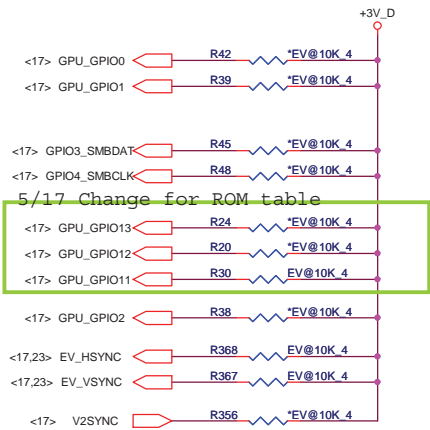 +3V_D
<17> GPU_GPIO0 R42 *EV@10K_4
<17> GPU_GPIO1 R39 *EV@10K_4
<17> GPIO3_SMBDAT R45 *EV@10K_4
<17> GPIO4_SMBCLK R48 *EV@10K_4
5/17 Change for ROM table
<17> GPU_GPIO13 R24 *EV@10K_4
<17> GPU_GPIO12 R20 *EV@10K_4
<17> GPU_GPIO11 R30 EV@10K_4
<17> GPU_GPIO2 R38 *EV@10K_4
<17,23> EV_HSYNC R368 EV@10K_4
<17,23> EV_VSYNC R367 EV@10K_4
<17> V2SYNC R356 *EV@10K_4